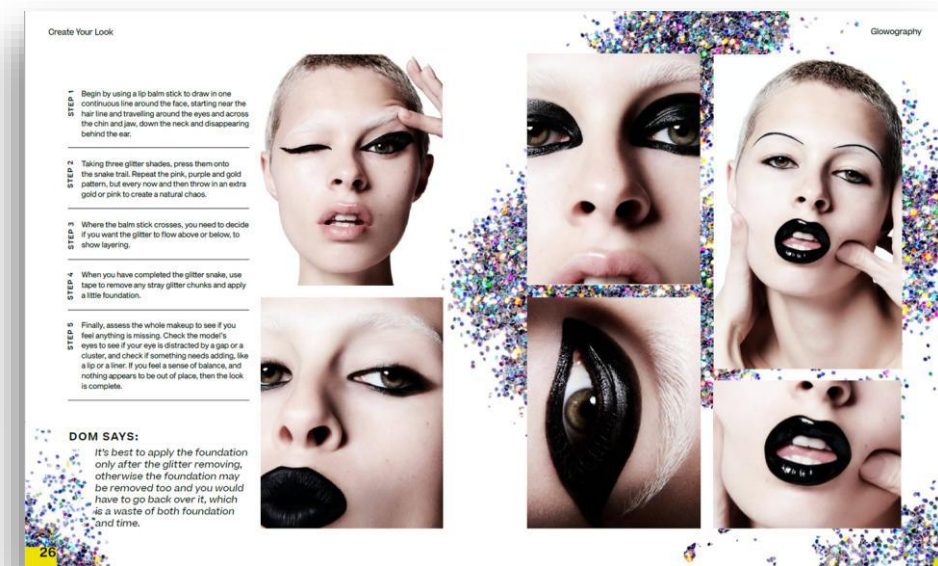 Create Your Look
Glowography
STEP 1
Begin by using a lip balm stick to draw in one
continuous line around the face, starting near the
hair line and travelling around the eyes and across
the chin and jaw, down the neck and disappearing
behind the ear.
STEP 2
Taking three glitter shades, press them onto
the snake trail. Repeat the pink, purple and gold
pattern, but every now and then throw in an extra
gold or pink to create a natural chaos.
STEP 3
Where the balm stick crosses, you need to decide
if you want the glitter to flow above or below, to
show layering.
STEP 4
When you have completed the glitter snake, use
tape to remove any stray glitter chunks and apply
a little foundation.
STEP 5
Finally, assess the whole makeup to see if you
feel anything is missing. Check the model's
eyes to see if your eye is distracted by a gap or a
cluster, and check if something needs adding, like
a lip or a liner. If you feel a sense of balance, and
nothing appears to be out of place, then the look
is complete.
DOM SAYS:
It's best to apply the foundation
only after the glitter removing,
otherwise the foundation may
be removed too and you would
have to go back over it, which
is a waste of both foundation
and time.
26